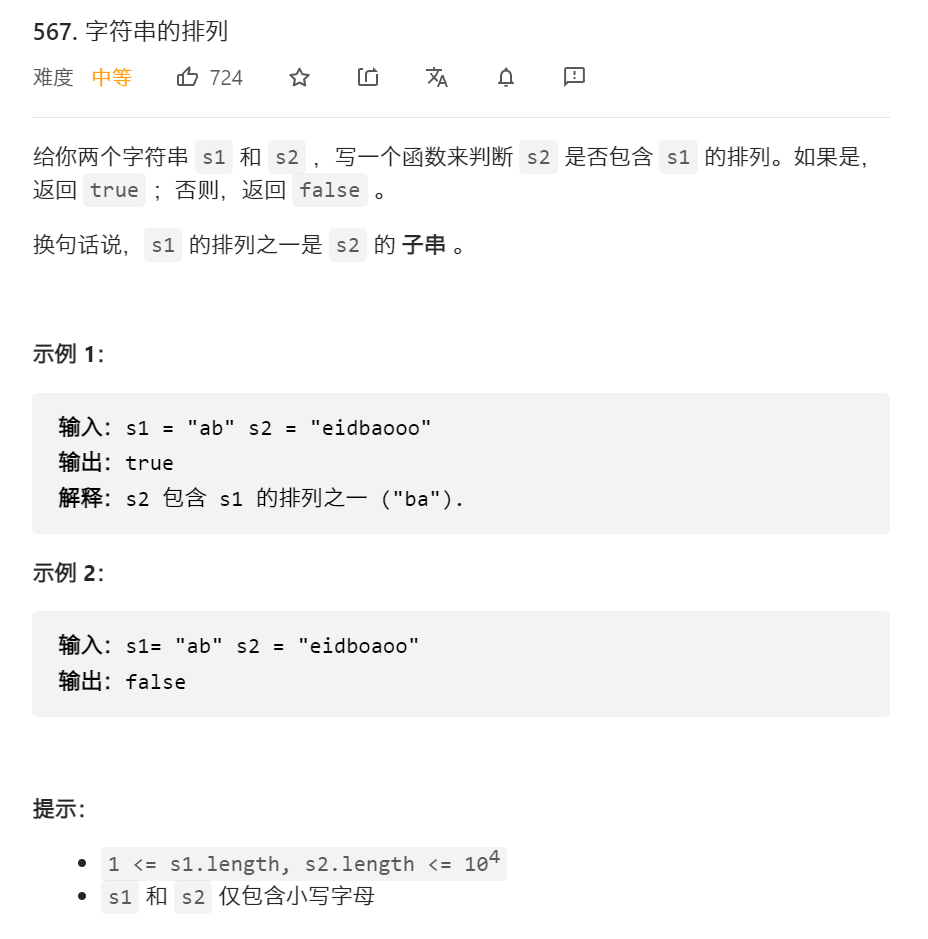 567. 字符串的排列
难度 中等 724
给你两个字符串 s1 和 s2 ，写一个函数来判断 s2 是否包含 s1 的排列。如果是，
返回 true ；否则，返回 false 。
换句话说，s1 的排列之一是 s2 的 子串 。
示例 1：
输入：s1 = "ab" s2 = "eidbaooo"
输出：true
解释：s2 包含 s1 的排列之一 ("ba").
示例 2：
输入：s1= "ab" s2 = "eidboaoo"
输出：false
提示：
• 1 <= s1.length, s2.length <= 10⁴
• s1 和 s2 仅包含小写字母